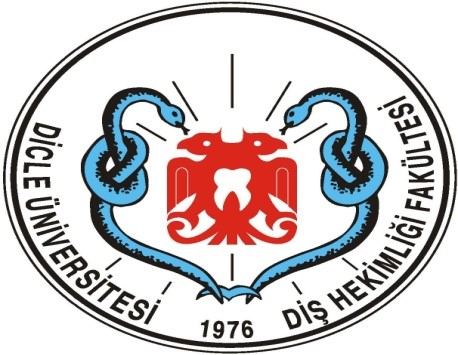 DİCLE ÜNİVERSİTESİ
1976
DİŞ HEKİMLİĞİ FAKÜLTESİ